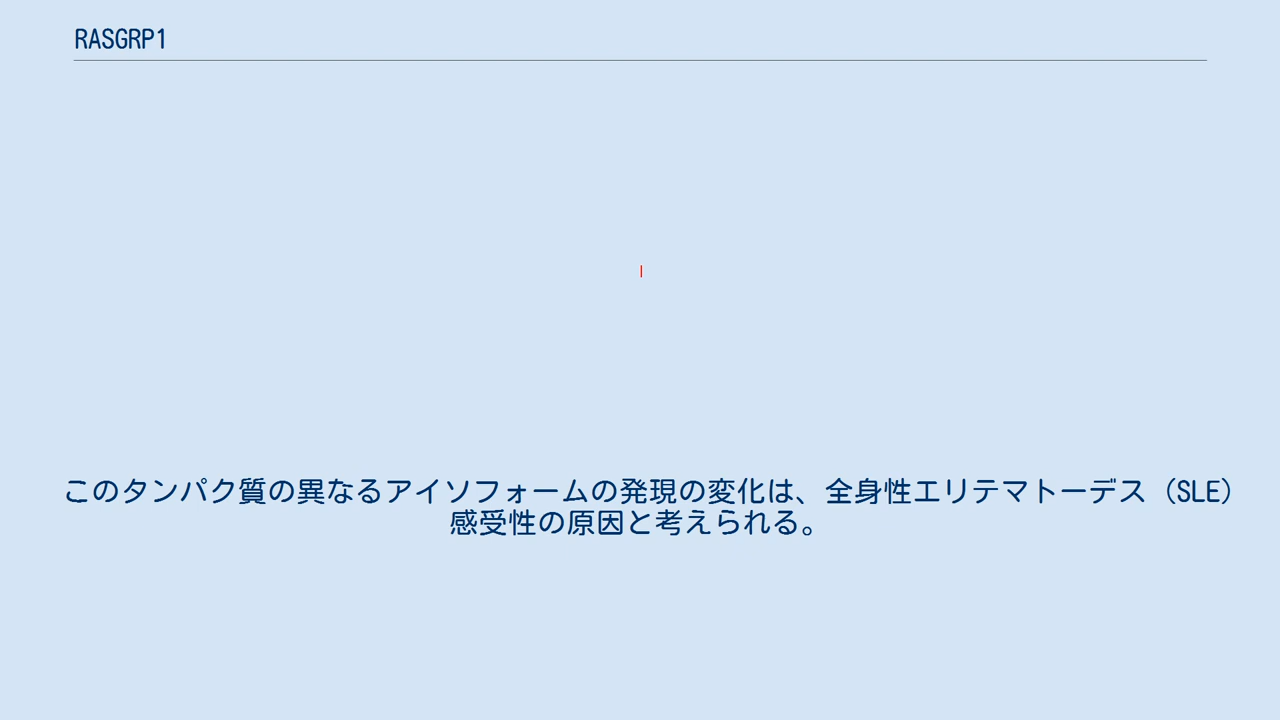 RASGRP1
このタンパク質の異なるアイソフォームの発現の変化は、全身性エリテマトーデス（SLE）
感受性の原因と考えられる。